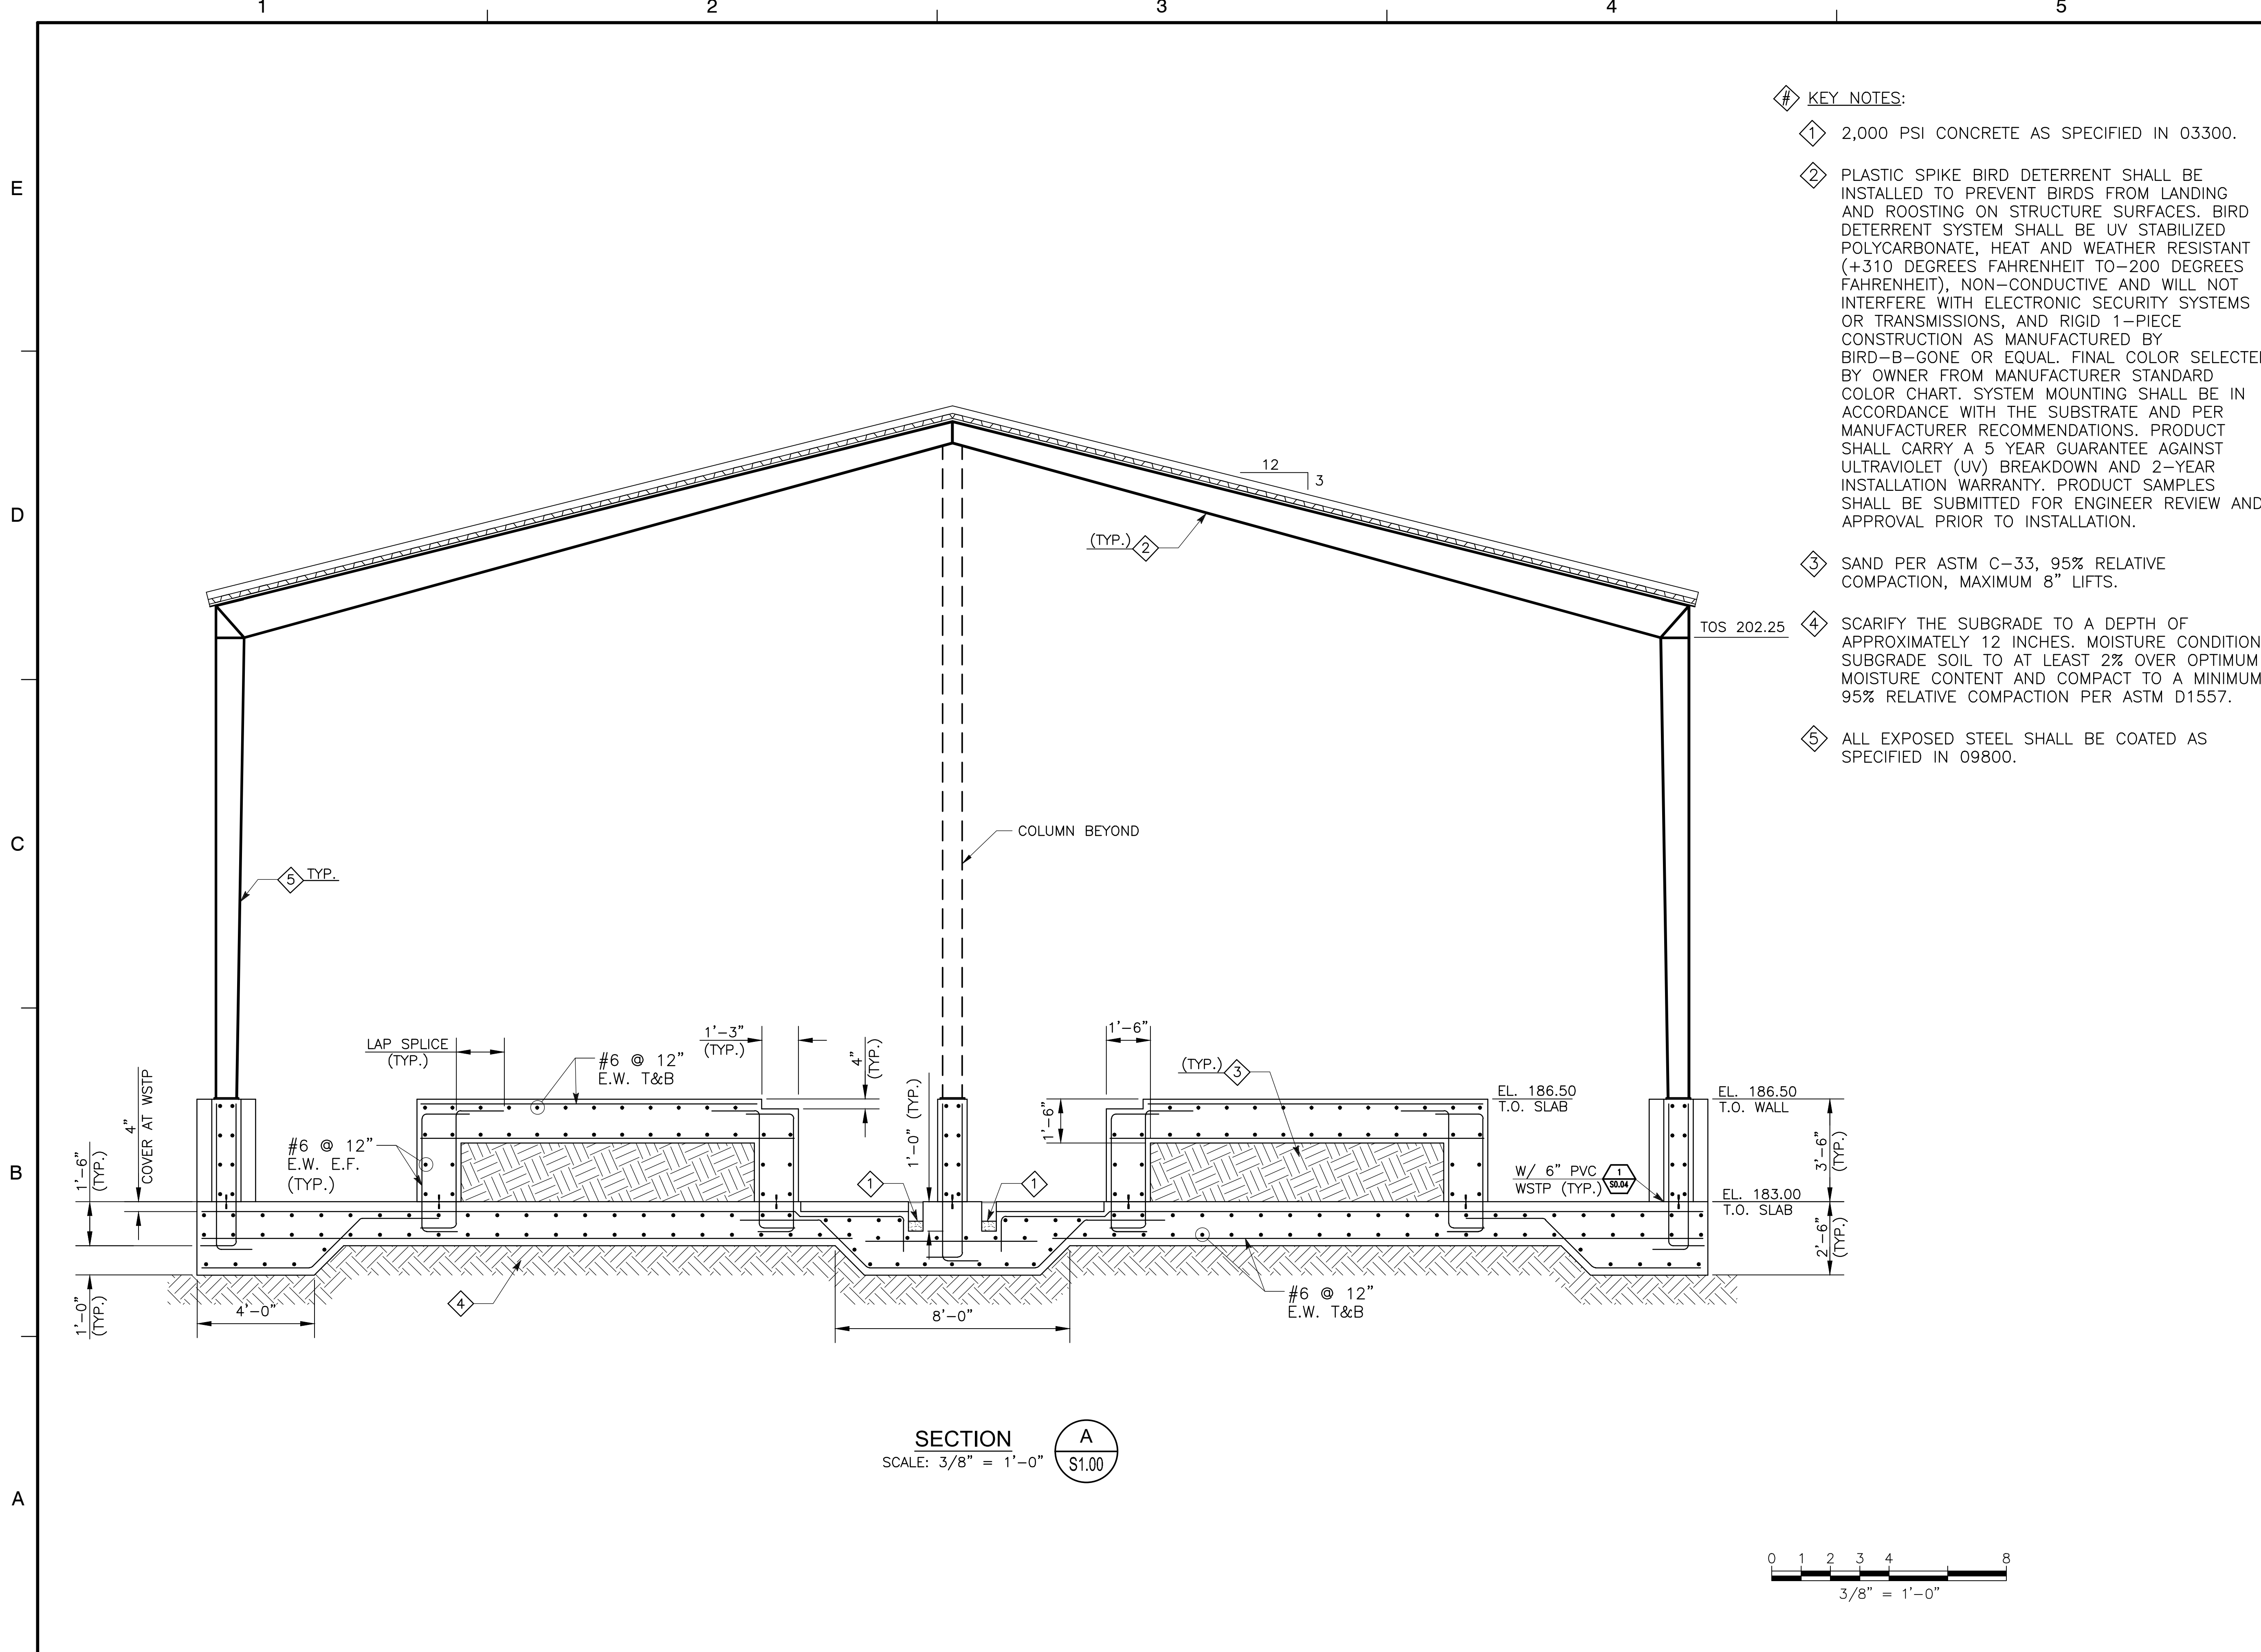 1 2 3 4 5
E
D
C
B
A
# KEY NOTES:
1 2,000 PSI CONCRETE AS SPECIFIED IN 03300.
2 PLASTIC SPIKE BIRD DETERRENT SHALL BE
INSTALLED TO PREVENT BIRDS FROM LANDING
AND ROOSTING ON STRUCTURE SURFACES. BIRD
DETERRENT SYSTEM SHALL BE UV STABILIZED
POLYCARBONATE, HEAT AND WEATHER RESISTANT
(+310 DEGREES FAHRENHEIT TO-200 DEGREES
FAHRENHEIT), NON-CONDUCTIVE AND WILL NOT
INTERFERE WITH ELECTRONIC SECURITY SYSTEMS
OR TRANSMISSIONS, AND RIGID 1-PIECE
CONSTRUCTION AS MANUFACTURED BY
BIRD-B-GONE OR EQUAL. FINAL COLOR SELECTE
BY OWNER FROM MANUFACTURER STANDARD
COLOR CHART. SYSTEM MOUNTING SHALL BE IN
ACCORDANCE WITH THE SUBSTRATE AND PER
MANUFACTURER RECOMMENDATIONS. PRODUCT
SHALL CARRY A 5 YEAR GUARANTEE AGAINST
ULTRAVIOLET (UV) BREAKDOWN AND 2-YEAR
INSTALLATION WARRANTY. PRODUCT SAMPLES
SHALL BE SUBMITTED FOR ENGINEER REVIEW AND
APPROVAL PRIOR TO INSTALLATION.
3 SAND PER ASTM C-33, 95% RELATIVE
COMPACTION, MAXIMUM 8" LIFTS.
4 SCARIFY THE SUBGRADE TO A DEPTH OF
APPROXIMATELY 12 INCHES. MOISTURE CONDITION
SUBGRADE SOIL TO AT LEAST 2% OVER OPTIMUM
MOISTURE CONTENT AND COMPACT TO A MINIMUM
95% RELATIVE COMPACTION PER ASTM D1557.
5 ALL EXPOSED STEEL SHALL BE COATED AS
SPECIFIED IN 09800.
12
3
(TYP.) 2
TOS 202.25
COLUMN BEYOND
5 TYP.
LAP SPLICE
(TYP.)
#6 @ 12"
E.W. T&B
1'-3"
(TYP.)
4"
(TYP.)
1'-0" (TYP.)
1'-6"
1'-6"
(TYP.) 3
EL. 186.50
T.O. SLAB
EL. 186.50
T.O. WALL
4"
COVER AT WSTP
1'-6"
(TYP.)
#6 @ 12"
E.W. E.F.
(TYP.)
1
1
W/ 6" PVC
WSTP (TYP.)
1
S0.04
3'-6"
(TYP.)
EL. 183.00
T.O. SLAB
2'-6"
(TYP.)
1'-0"
(TYP.)
4'-0"
4
8'-0"
#6 @ 12"
E.W. T&B
SECTION
SCALE: 3/8" = 1'-0"
A
S1.00
0 1 2 3 4 8
3/8" = 1'-0"